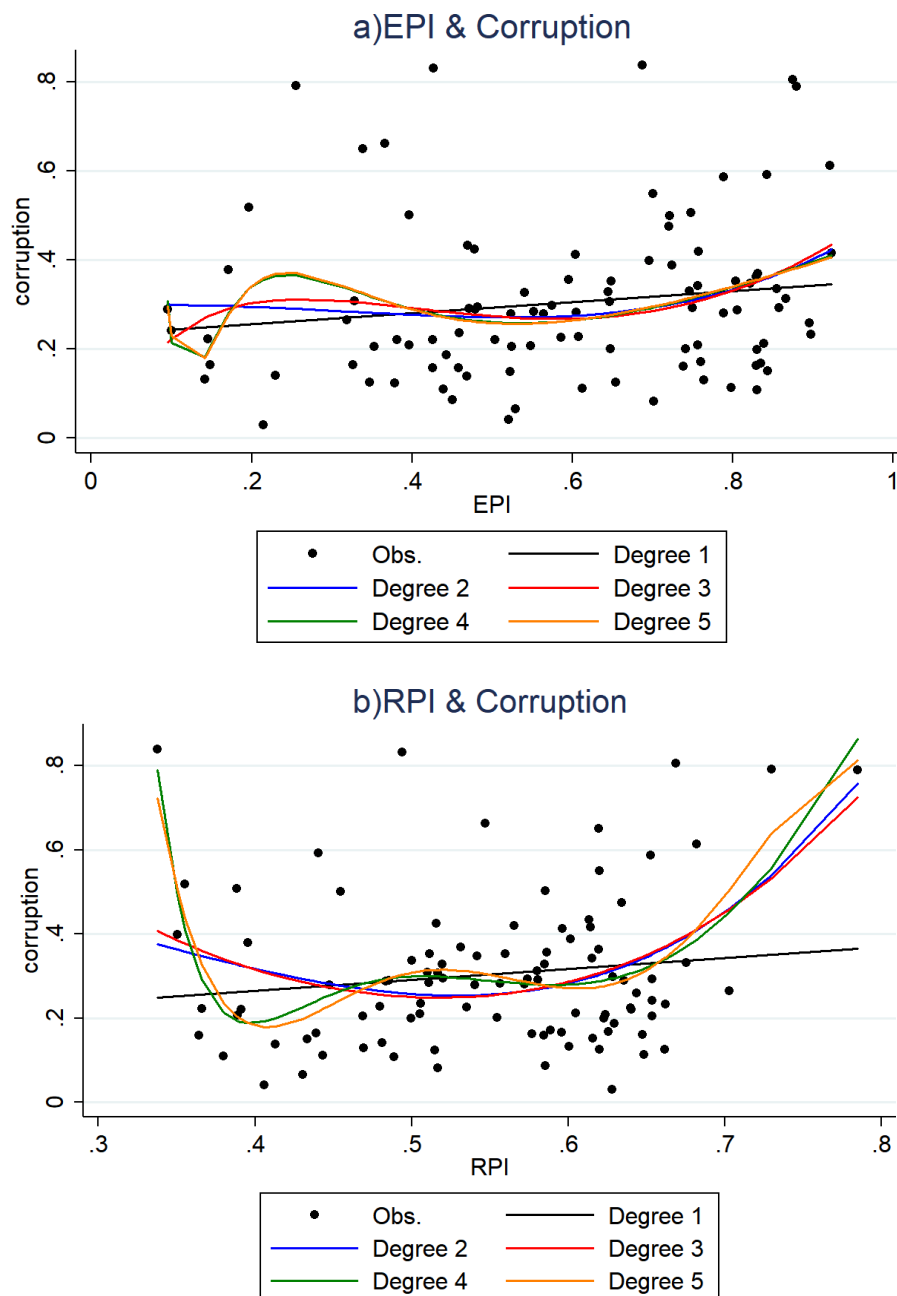 a)EPI & Corruption
corruption
.8
.6
.4
.2
0
0 .2 .4 .6 .8 1
EPI
Obs. Degree 1
Degree 2 Degree 3
Degree 4 Degree 5
b)RPI & Corruption
corruption
.8
.6
.4
.2
0
.3 .4 .5 .6 .7 .8
RPI
Obs. Degree 1
Degree 2 Degree 3
Degree 4 Degree 5